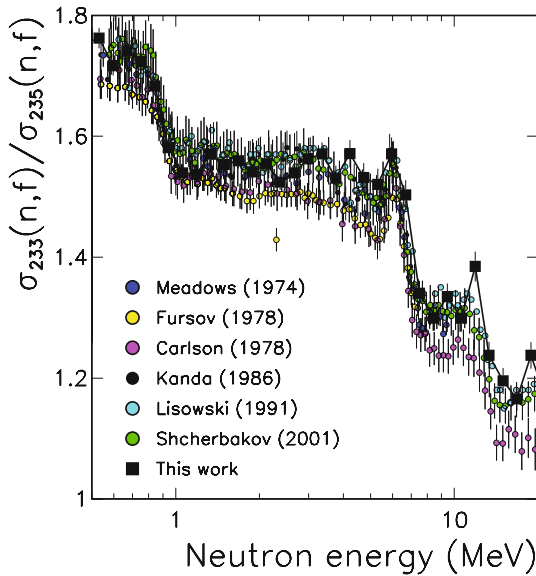 σ233(n,f)/σ235(n,f)
1.8
1.6
1.4
1.2
1
Meadows (1974)
Fursov (1978)
Carlson (1978)
Kanda (1986)
Lisowski (1991)
Shcherbakov (2001)
This work
1
10
Neutron energy (MeV)